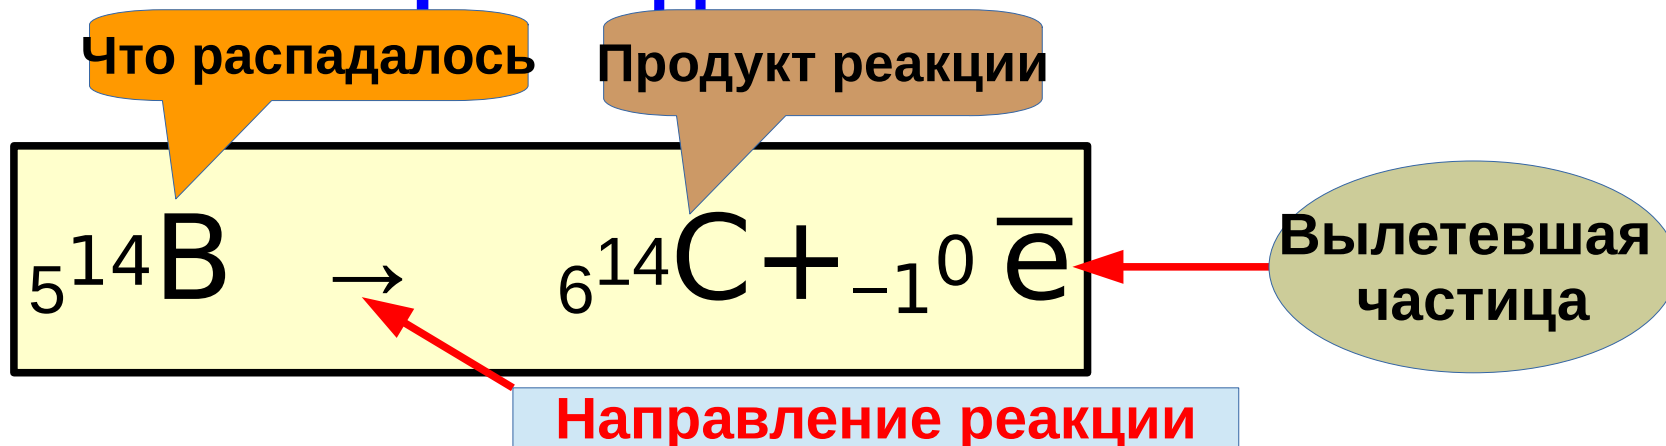 Что распадалось
Продукт реакции
₅¹⁴B → ₆¹⁴C+₋₁⁰ e̅
Вылетевшая
частица
Направление реакции